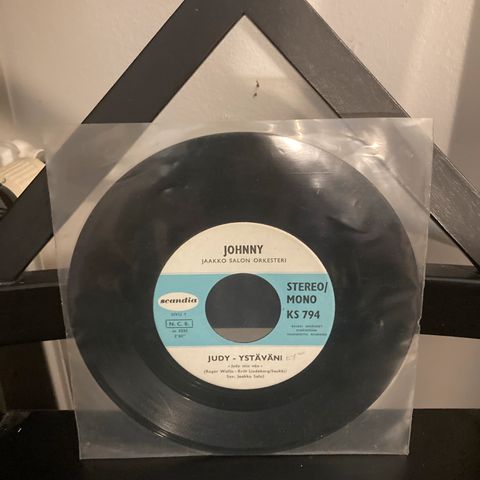 JOHNNY
JAAKKO SALON ORKESTERI
scandia
STEREO/
MONO
KS 794
N. C. B.
JUDY - YSTÄVÄNI
- Judy min vän -
(Roger Wallis - Britt Lindeborg/Saukki)
Sov. Jaakko Salo